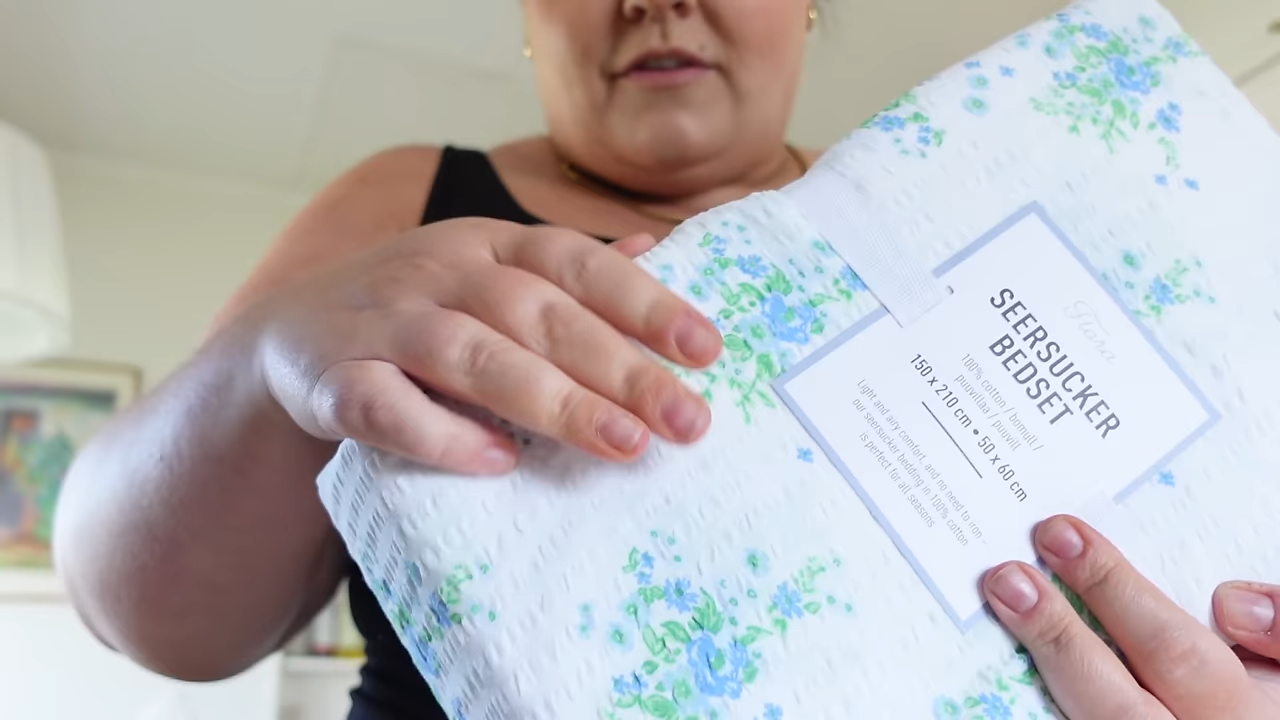 Flora
SEERSUCKER
BEDSET
100% cotton / bomull /
puuvillaa / puuvill
150 x 210 cm • 50 x 60 cm
Light and airy comfort, and no need to iron –
our seersucker bedding in 100% cotton
is perfect for all seasons